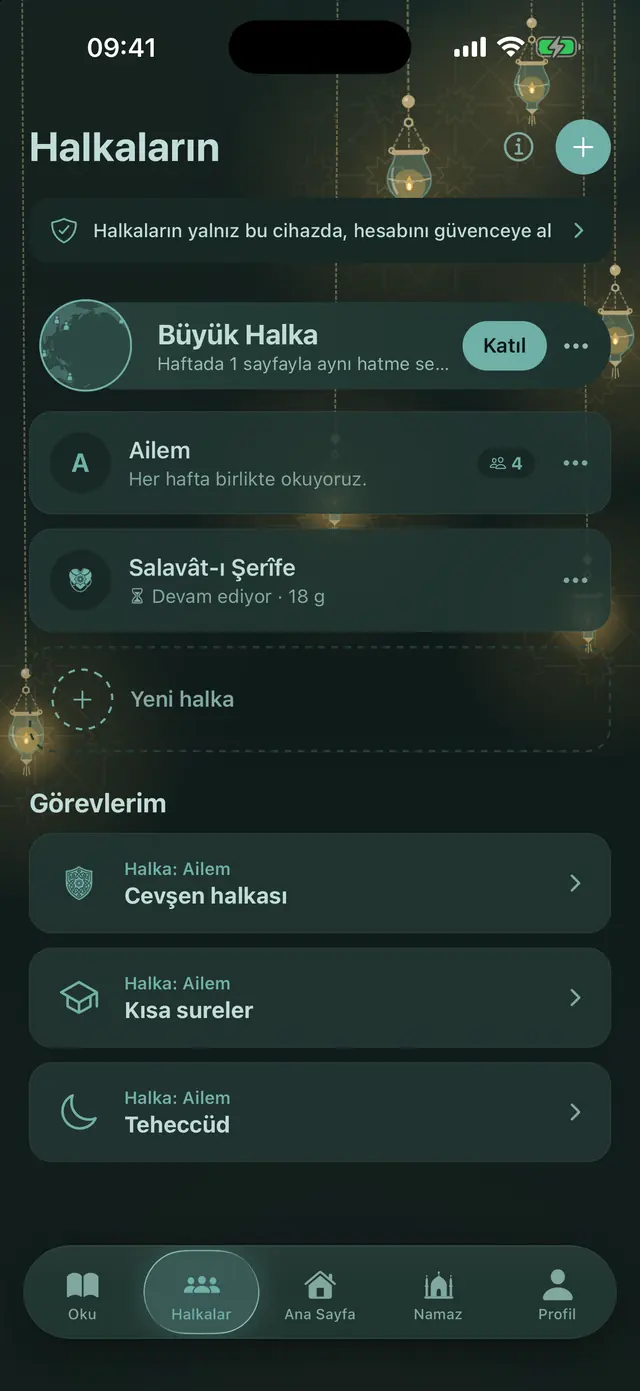 09:41
Halkaların
Halkaların yalnız bu cihazda, hesabını güvenceye al
Büyük Halka
Haftada 1 sayfayla aynı hatme se...
Katıl
A
Ailem
Her hafta birlikte okuyoruz.
4
Salavât-ı Şerîfe
Devam ediyor · 18 g
Yeni halka
Görevlerim
Halka: Ailem
Cevşen halkası
Halka: Ailem
Kısa sureler
Halka: Ailem
Teheccüd
Oku
Halkalar
Ana Sayfa
Namaz
Profil